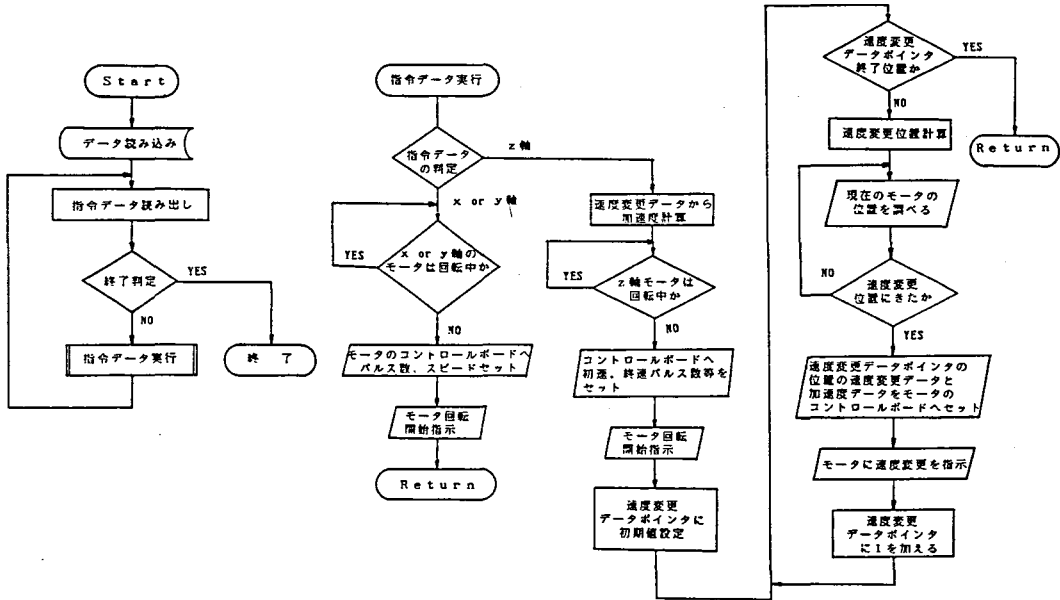 Start
データ読み込み
指令データ読み出し
終了判定
YES
NO
指令データ実行
終 了
指令データ実行
指令データ
の判定
z軸
x or y軸
x or y軸の
モータは回転中か
YES
NO
モータのコントロールボードへ
パルス数、スピードセット
モータ回転
開始指示
Return
速度変更データから
加速度計算
z軸モータは
回転中か
YES
NO
コントロールボードへ
初速、終速パルス数等を
セット
モータ回転
開始指示
速度変更
データポインタに
初期値設定
速度変更
データポインタ
終了位置か
YES
NO
Return
速度変更位置計算
現在のモータの
位置を調べる
速度変更
位置にきたか
NO
YES
速度変更データポインタの
位置の速度変更データと
加速度データをモータの
コントロールボードへセット
モータに速度変更を指示
速度変更
データポインタ
に1を加える